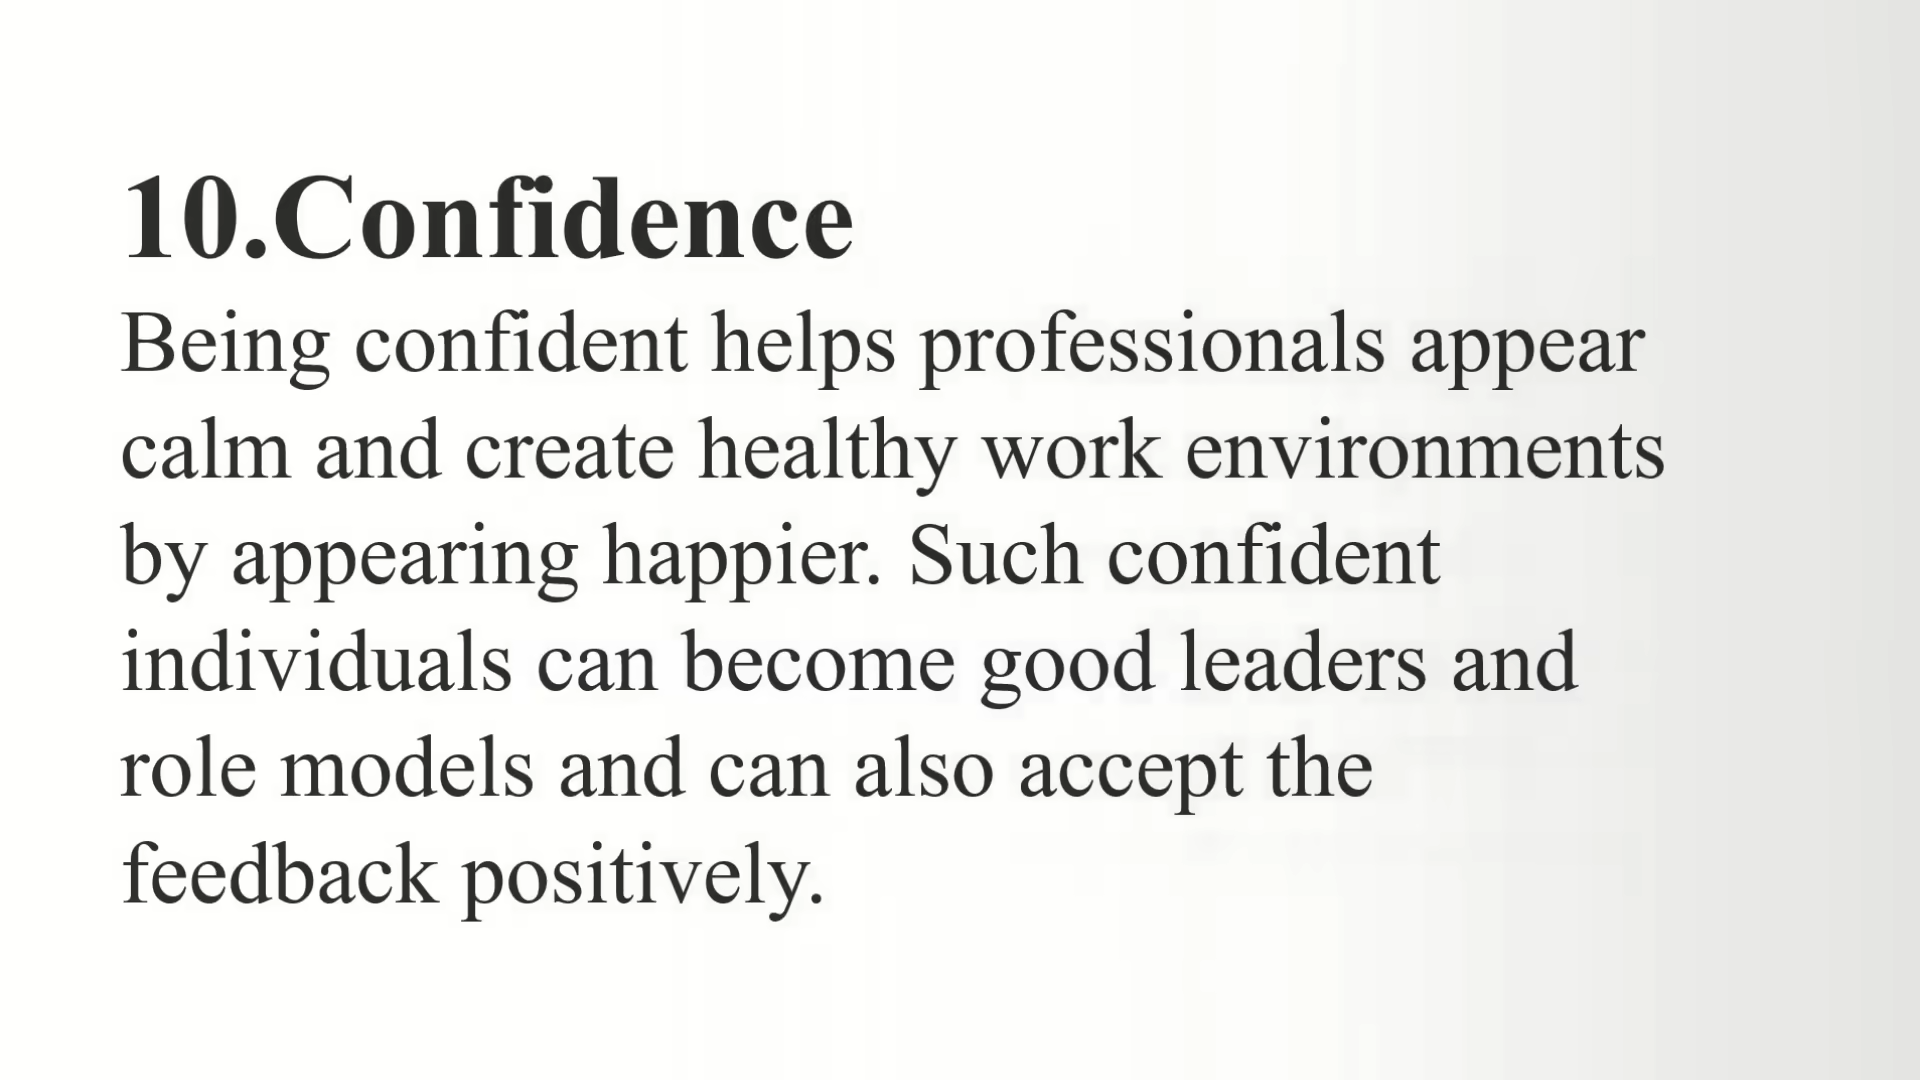 10.Confidence
Being confident helps professionals appear
calm and create healthy work environments
by appearing happier. Such confident
individuals can become good leaders and
role models and can also accept the
feedback positively.